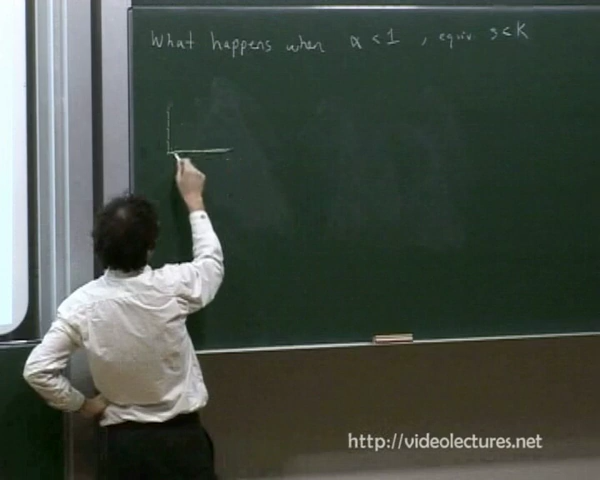 What happens when α < 1 , equiv. s < K
http://videolectures.net